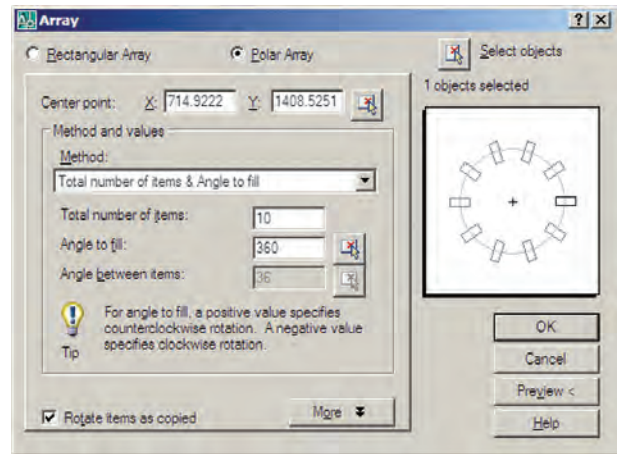 Array
Rectangular Array Polar Array Select objects
1 objects selected
Center point: X: 714.9222 Y: 1408.5251
Method and values
Method:
Total number of items & Angle to fill
Total number of items: 10
Angle to fill: 360
Angle between items: 36
For angle to fill, a positive value specifies
counterclockwise rotation. A negative value
specifies clockwise rotation.
Tip
Rotate items as copied More
OK
Cancel
Preview <
Help